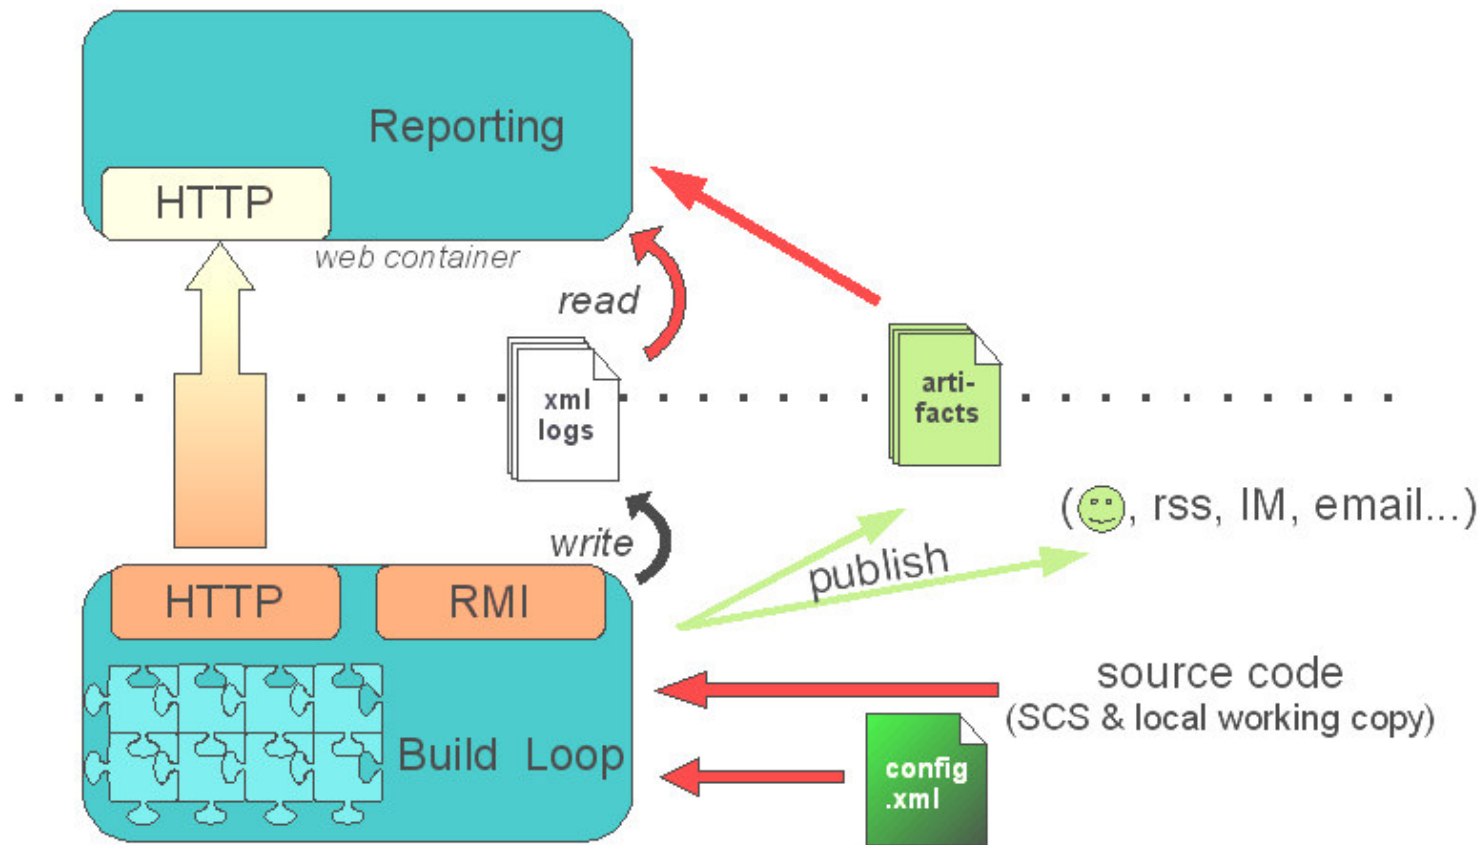 Reporting
HTTP
web container
read
xml
logs
arti-
facts
(, rss, IM, email...)
write
publish
HTTP
RMI
source code
(SCS & local working copy)
Build Loop
config
.xml